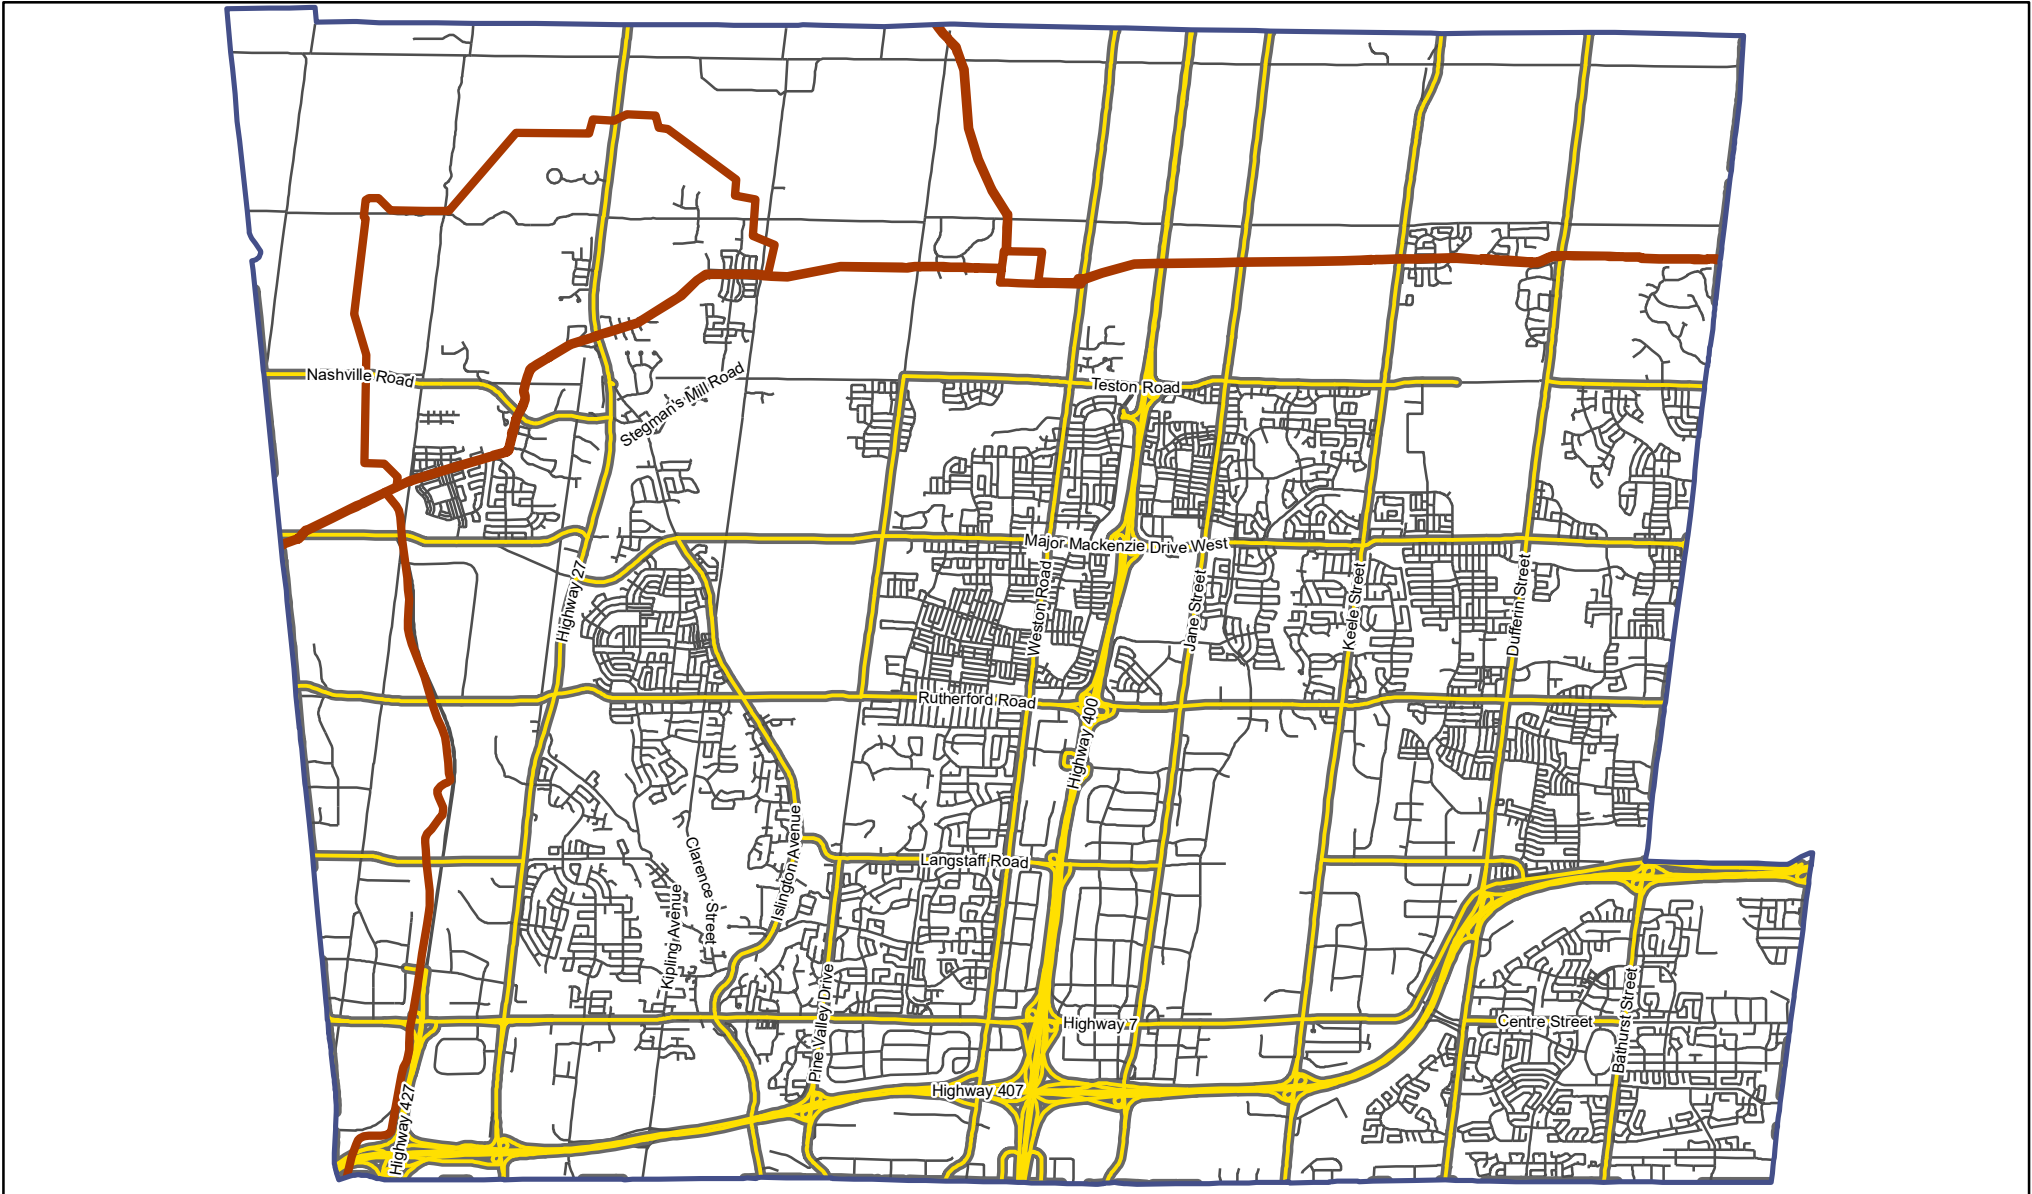 Nashville Road
Stegman's Mill Road
Teston Road
Major Mackenzie Drive West
Highway 27
Weston Road
Jane Street
Keele Street
Dufferin Street
Rutherford Road
Highway 400
Clarence Street
Islington Avenue
Langstaff Road
Kipling Avenue
Pine Valley Drive
Highway 7
Centre Street
Bathurst Street
Highway 407
Highway 427